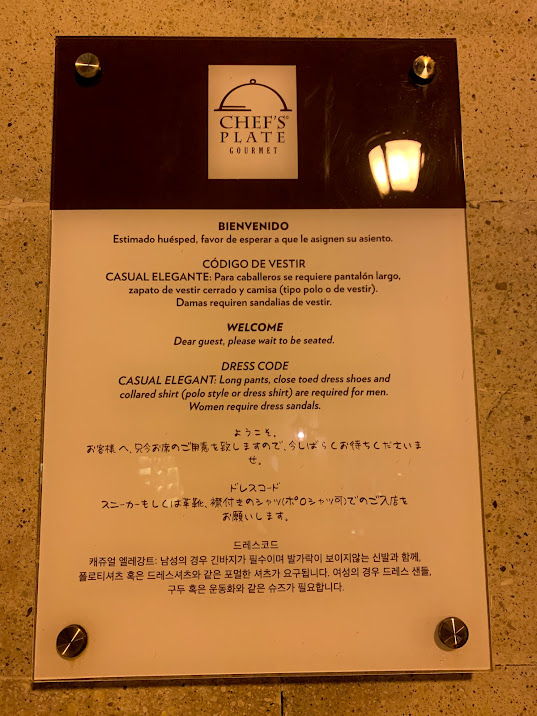 CHEF'S®
PLATE
GOURMET
BIENVENIDO
Estimado huésped, favor de esperar a que le asignen su asiento.
CÓDIGO DE VESTIR
CASUAL ELEGANTE: Para caballeros se requiere pantalón largo,
zapato de vestir cerrado y camisa (tipo polo o de vestir).
Damas requiren sandalias de vestir.
WELCOME
Dear guest, please wait to be seated.
DRESS CODE
CASUAL ELEGANT: Long pants, close toed dress shoes and
collared shirt (polo style or dress shirt) are required for men.
Women require dress sandals.
ようこそ。
お客様へ、只今お席のご用意を致しますので、今しばらくお待ちくださいま
せ。
ドレスコード
スニーカーもしくは革靴、襟付きのシャツ(ポロシャツ可)でのご入店を
お願いします。
드레스코드
캐쥬얼 엘레강트: 남성의 경우 긴바지가 필수이며 발가락이 보이지않는 신발과 함께,
폴로티셔츠 혹은 드레스셔츠와 같은 포멀한 셔츠가 요구됩니다. 여성의 경우 드레스 샌들,
구두 혹은 운동화와 같은 슈즈가 필요합니다.